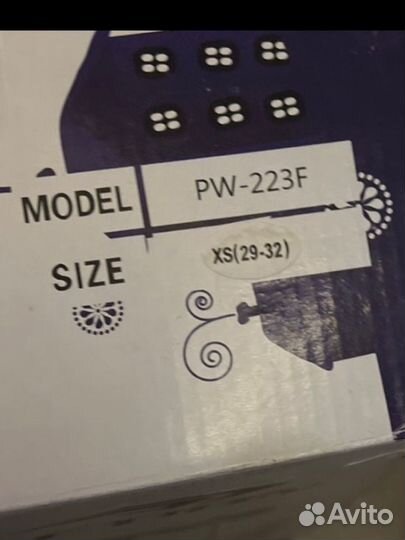 MODEL PW-223F
SIZE XS(29-32)
Avito